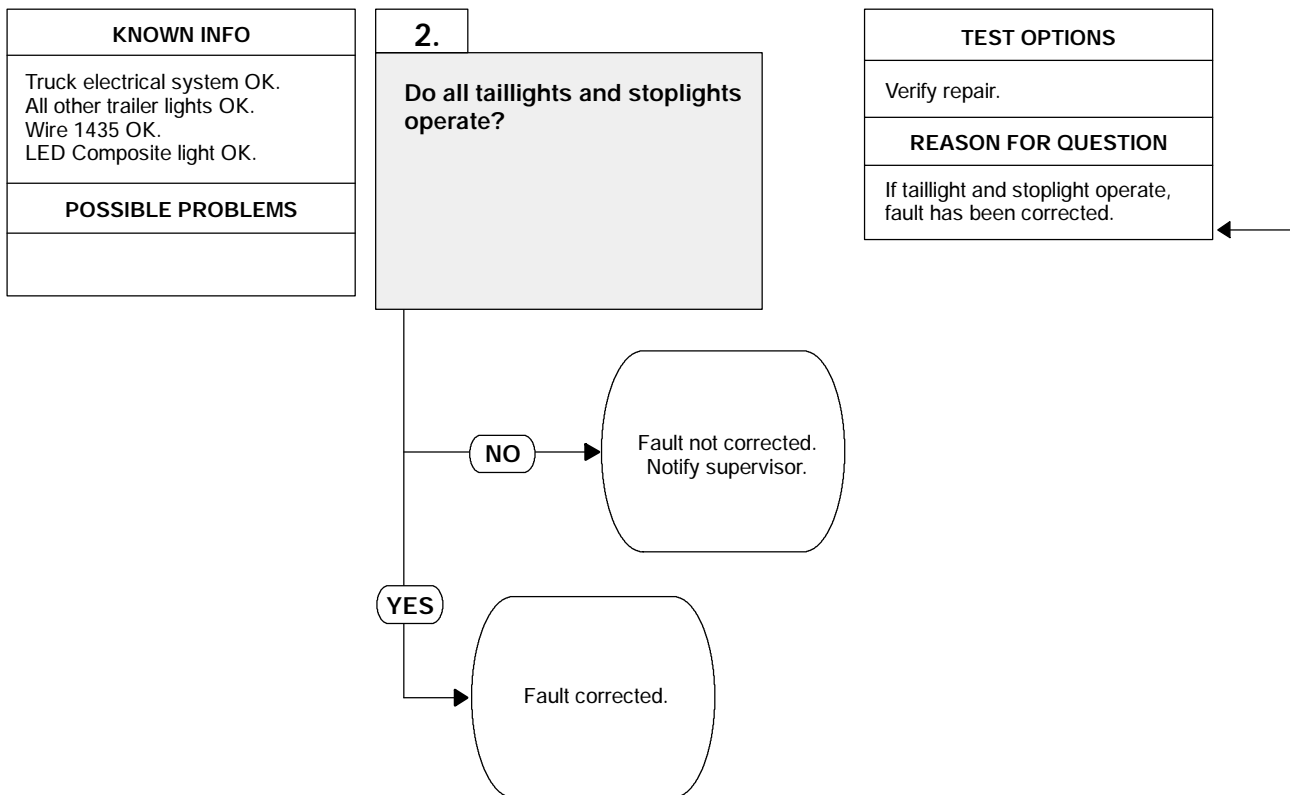 KNOWN INFO
Truck electrical system OK.
All other trailer lights OK.
Wire 1435 OK.
LED Composite light OK.
POSSIBLE PROBLEMS
2.
Do all taillights and stoplights
operate?
TEST OPTIONS
Verify repair.
REASON FOR QUESTION
If taillight and stoplight operate,
fault has been corrected.
NO
Fault not corrected.
Notify supervisor.
YES
Fault corrected.